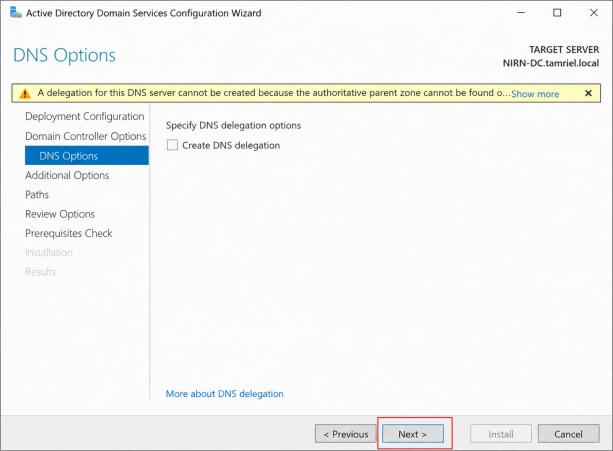 Active Directory Domain Services Configuration Wizard
DNS Options
TARGET SERVER
NIRN-DC.tamriel.local
A delegation for this DNS server cannot be created because the authoritative parent zone cannot be found o...Show more
Deployment Configuration
Domain Controller Options
DNS Options
Additional Options
Paths
Review Options
Prerequisites Check
Installation
Results
Specify DNS delegation options
Create DNS delegation
More about DNS delegation
< Previous
Next >
Install
Cancel